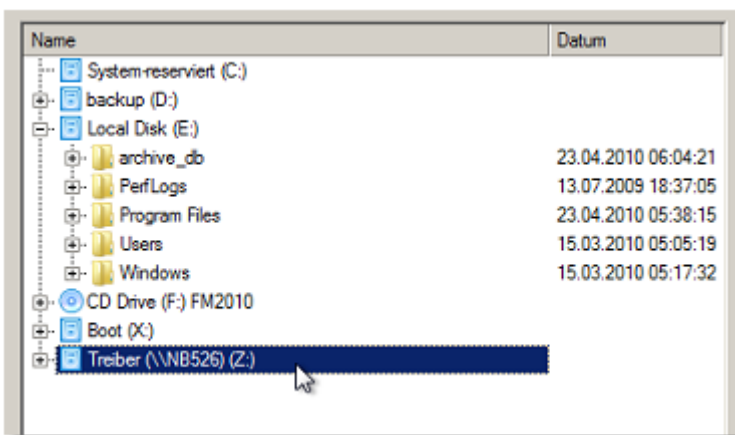 Name Datum
System-reserviert (C:)
backup (D:)
Local Disk (E:)
archive_db 23.04.2010 06:04:21
PerfLogs 13.07.2009 18:37:05
Program Files 23.04.2010 05:38:15
Users 15.03.2010 05:05:19
Windows 15.03.2010 05:17:32
CD Drive (F:) FM2010
Boot (X:)
Treiber (\\NB526) (Z:)